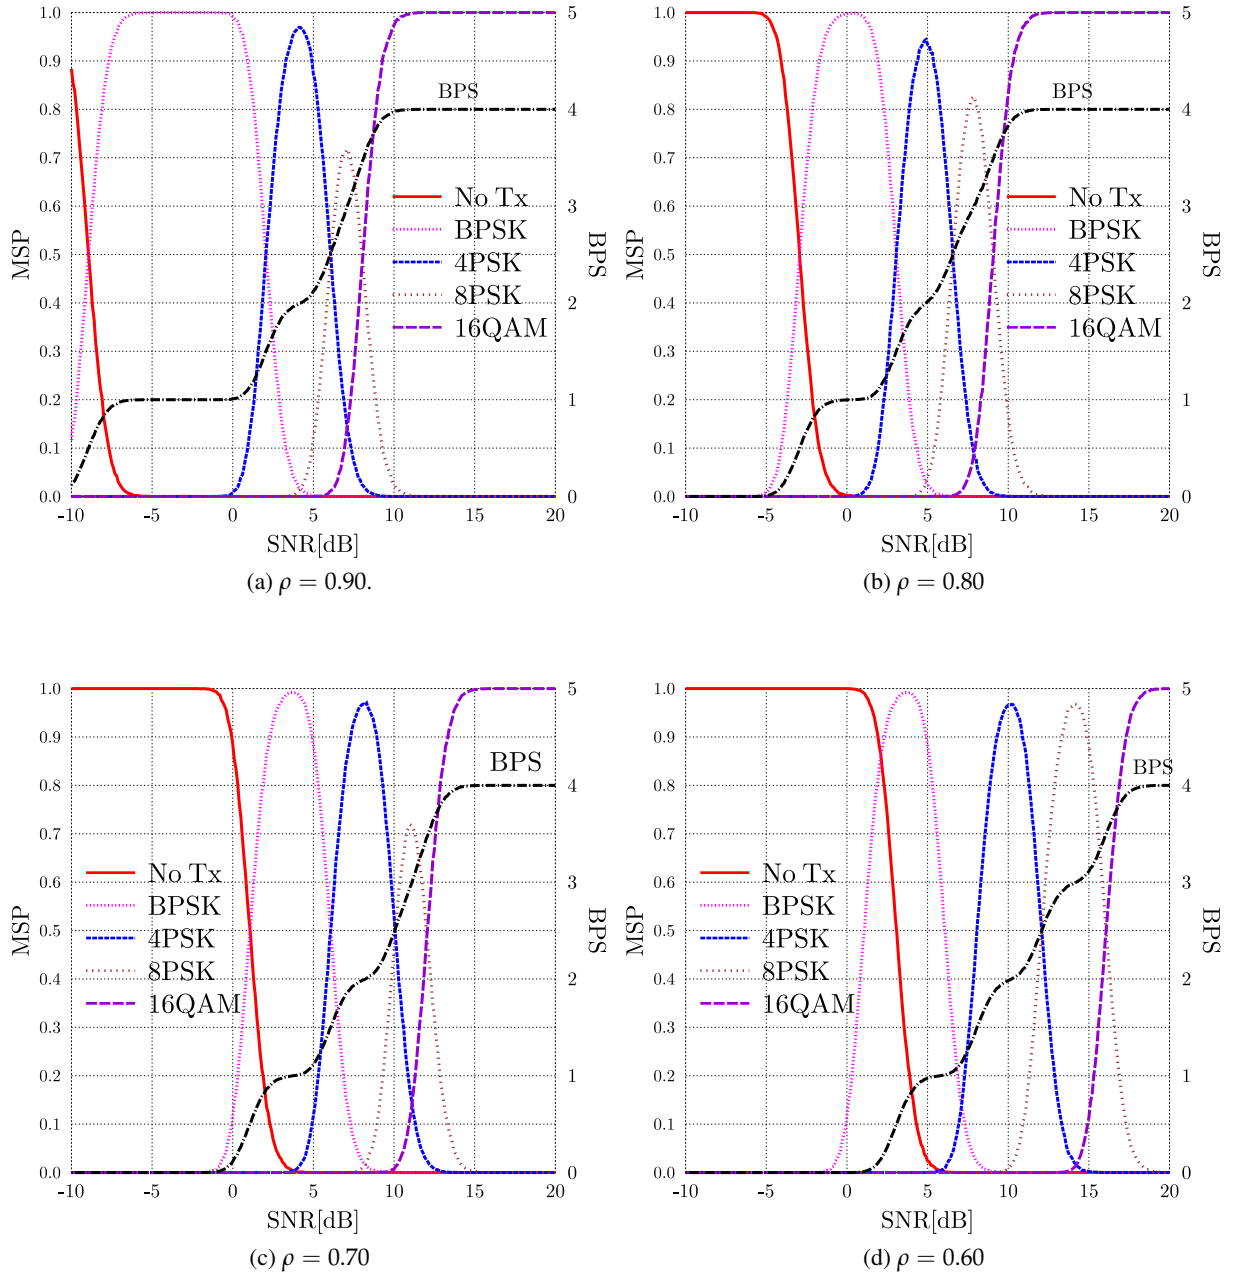 1.0
0.9
0.8
0.7
0.6
0.5
0.4
0.3
0.2
0.1
0.0
MSP
5
4
3
2
1
0
BPS
BPS
No Tx
BPSK
4PSK
8PSK
16QAM
-10 -5 0 5 10 15 20
SNR[dB]
(a) ρ = 0.90.
1.0
0.9
0.8
0.7
0.6
0.5
0.4
0.3
0.2
0.1
0.0
MSP
5
4
3
2
1
0
BPS
BPS
No Tx
BPSK
4PSK
8PSK
16QAM
-10 -5 0 5 10 15 20
SNR[dB]
(b) ρ = 0.80
1.0
0.9
0.8
0.7
0.6
0.5
0.4
0.3
0.2
0.1
0.0
MSP
5
4
3
2
1
0
BPS
BPS
No Tx
BPSK
4PSK
8PSK
16QAM
-10 -5 0 5 10 15 20
SNR[dB]
(c) ρ = 0.70
1.0
0.9
0.8
0.7
0.6
0.5
0.4
0.3
0.2
0.1
0.0
MSP
5
4
3
2
1
0
BPS
BPS
No Tx
BPSK
4PSK
8PSK
16QAM
-10 -5 0 5 10 15 20
SNR[dB]
(d) ρ = 0.60